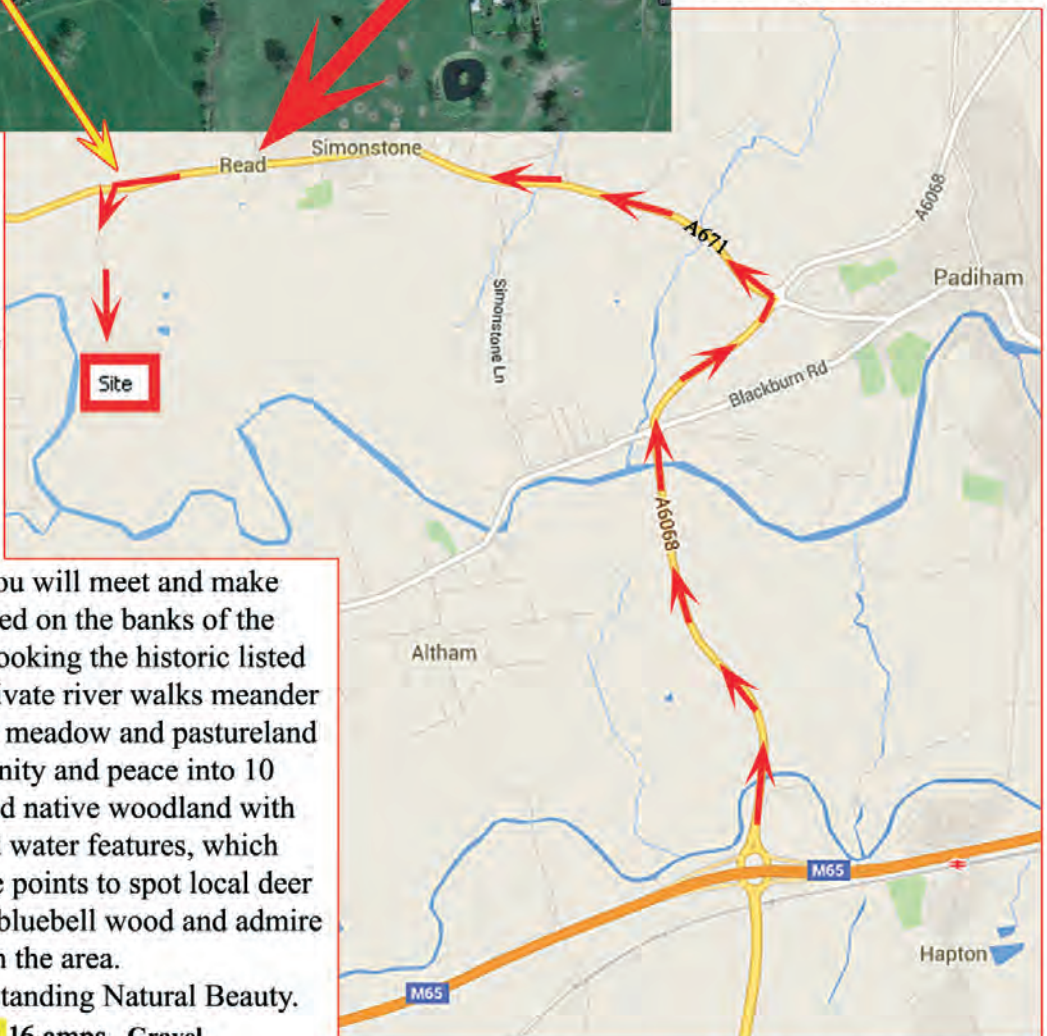 Simonstone
Read
A671
A6068
Padiham
Simonstone Ln
Site
Blackburn Rd
A6068
Altham
M65
Hapton
M65
ou will meet and make
ed on the banks of the
ooking the historic listed
ivate river walks meander
meadow and pastureland
nity and peace into 10
d native woodland with
water features, which
e points to spot local deer
bluebell wood and admire
n the area.
tanding Natural Beauty.
16 amps Gravel